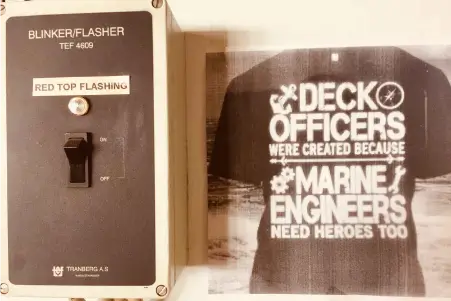 BLINKER/FLASHER
TEF 4609
RED TOP FLASHING
ON
OFF
TRANBERG A.S
DECK
OFFICERS
WERE CREATED BECAUSE
MARINE
ENGINEERS
NEED HEROES TOO